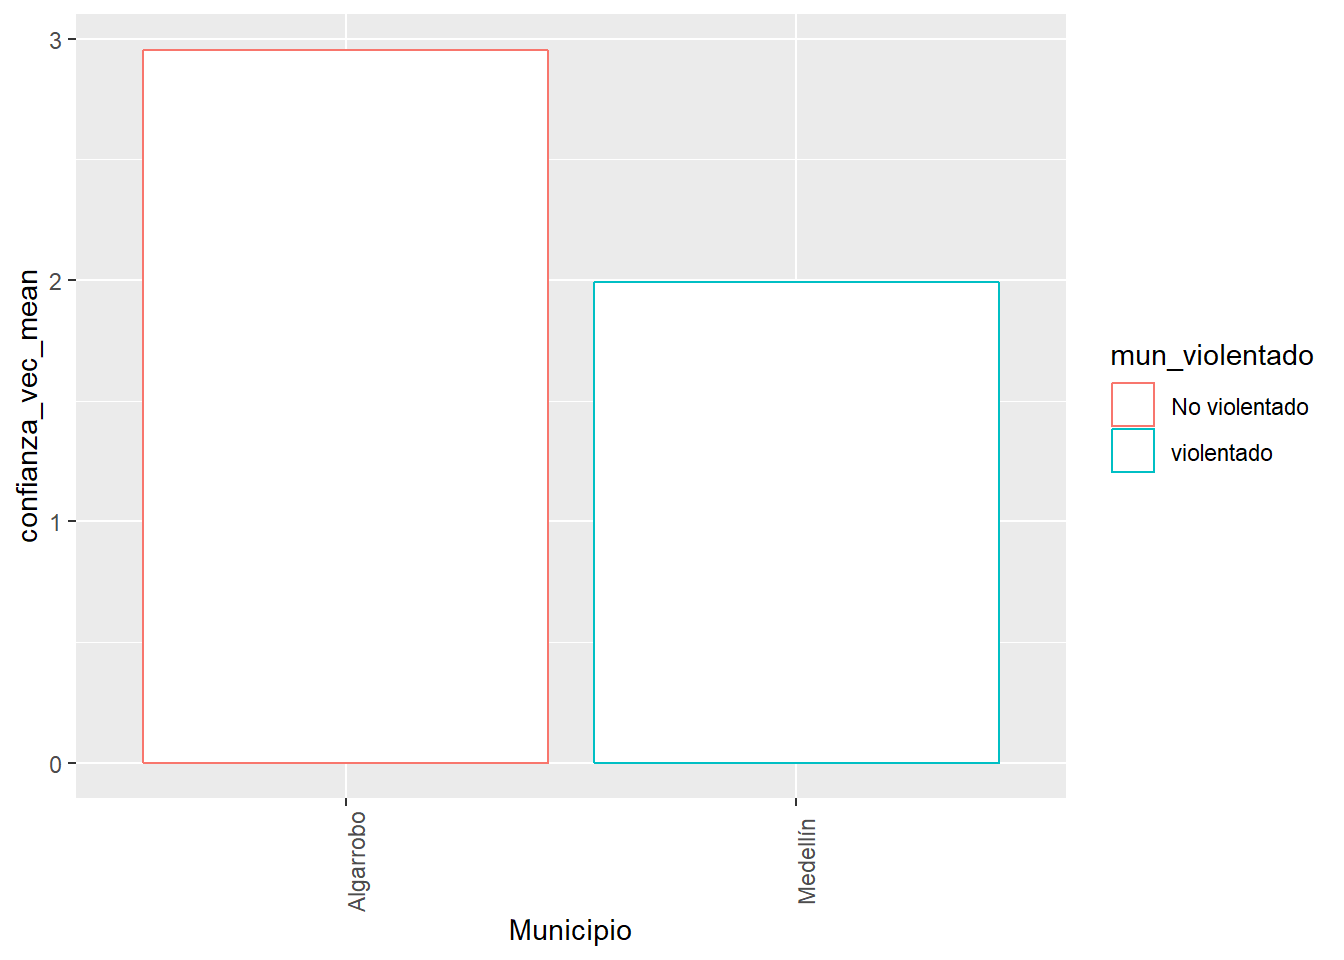 confianza_vec_mean
3
2
1
0
Algarrobo
Medellín
Municipio
mun_violentado
No violentado
violentado